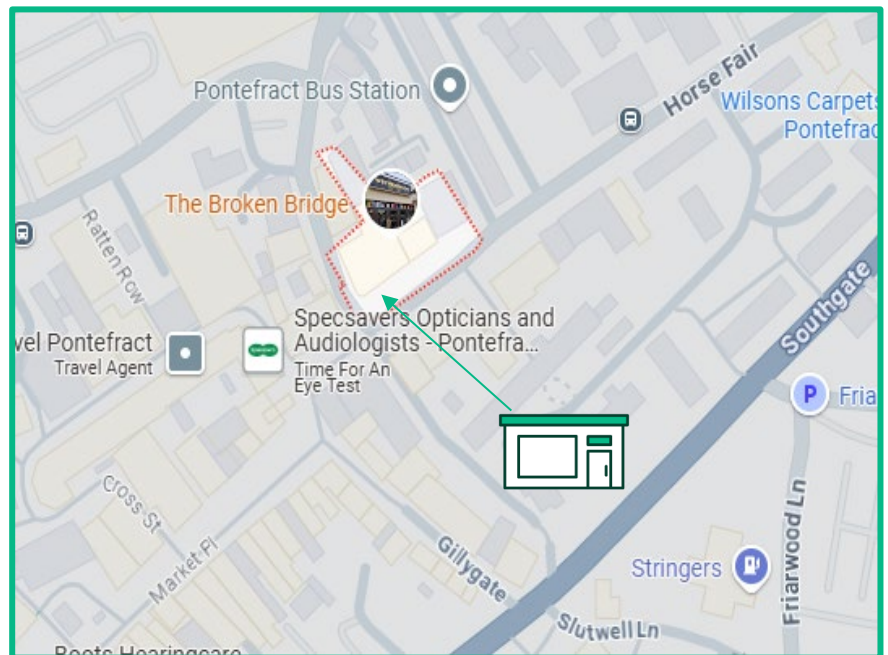 Pontefract Bus Station
Horse Fair
Wilsons Carpets
Pontefrac
The Broken Bridge
Ratten Row
Southgate
Specsavers Opticians and
Audiologists - Pontefra...
Time For An
Eye Test
vel Pontefract
Travel Agent
P
Fria
Cross St
Market Pl
Gillygate
Stringers
Friarwood Ln
Slutwell Ln
Boots Hearingcare